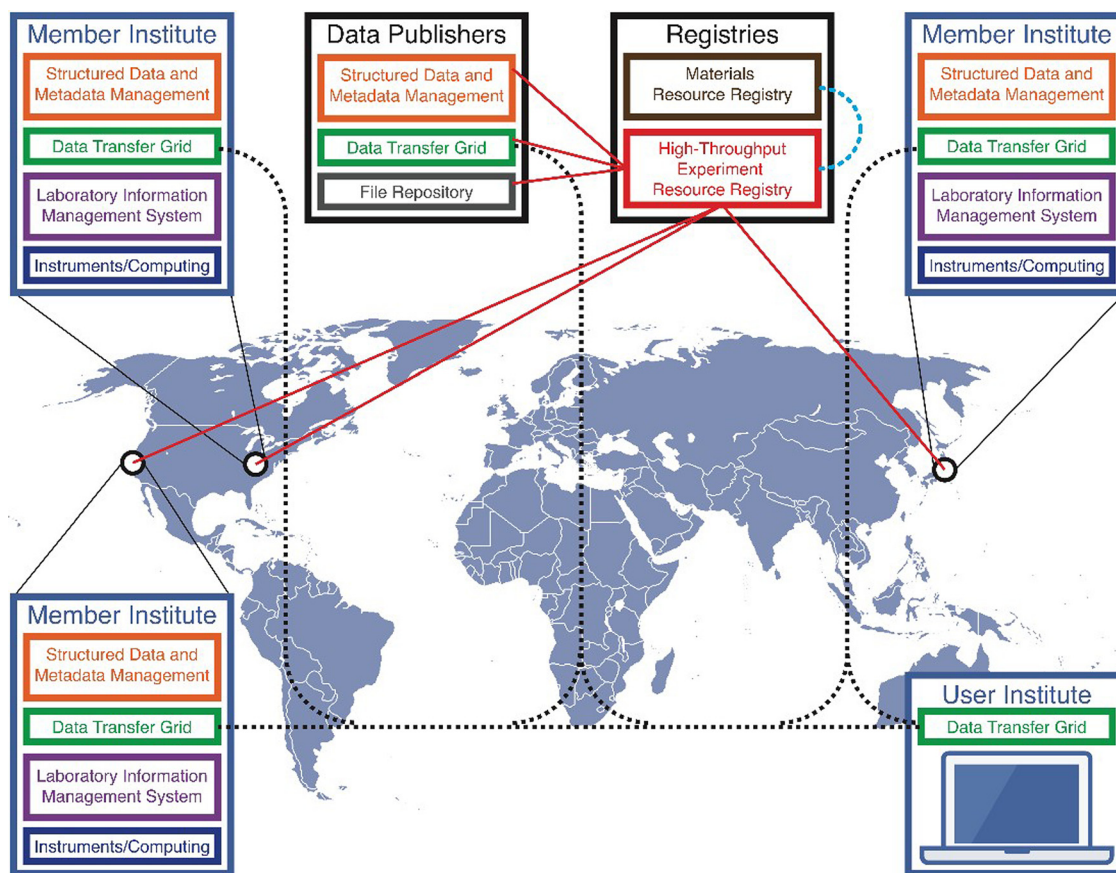 Member Institute
Structured Data and
Metadata Management
Data Transfer Grid
Laboratory Information
Management System
Instruments/Computing
Data Publishers
Structured Data and
Metadata Management
Data Transfer Grid
File Repository
Registries
Materials
Resource Registry
High-Throughput
Experiment
Resource Registry
Member Institute
Structured Data and
Metadata Management
Data Transfer Grid
Laboratory Information
Management System
Instruments/Computing
Member Institute
Structured Data and
Metadata Management
Data Transfer Grid
Laboratory Information
Management System
Instruments/Computing
User Institute
Data Transfer Grid